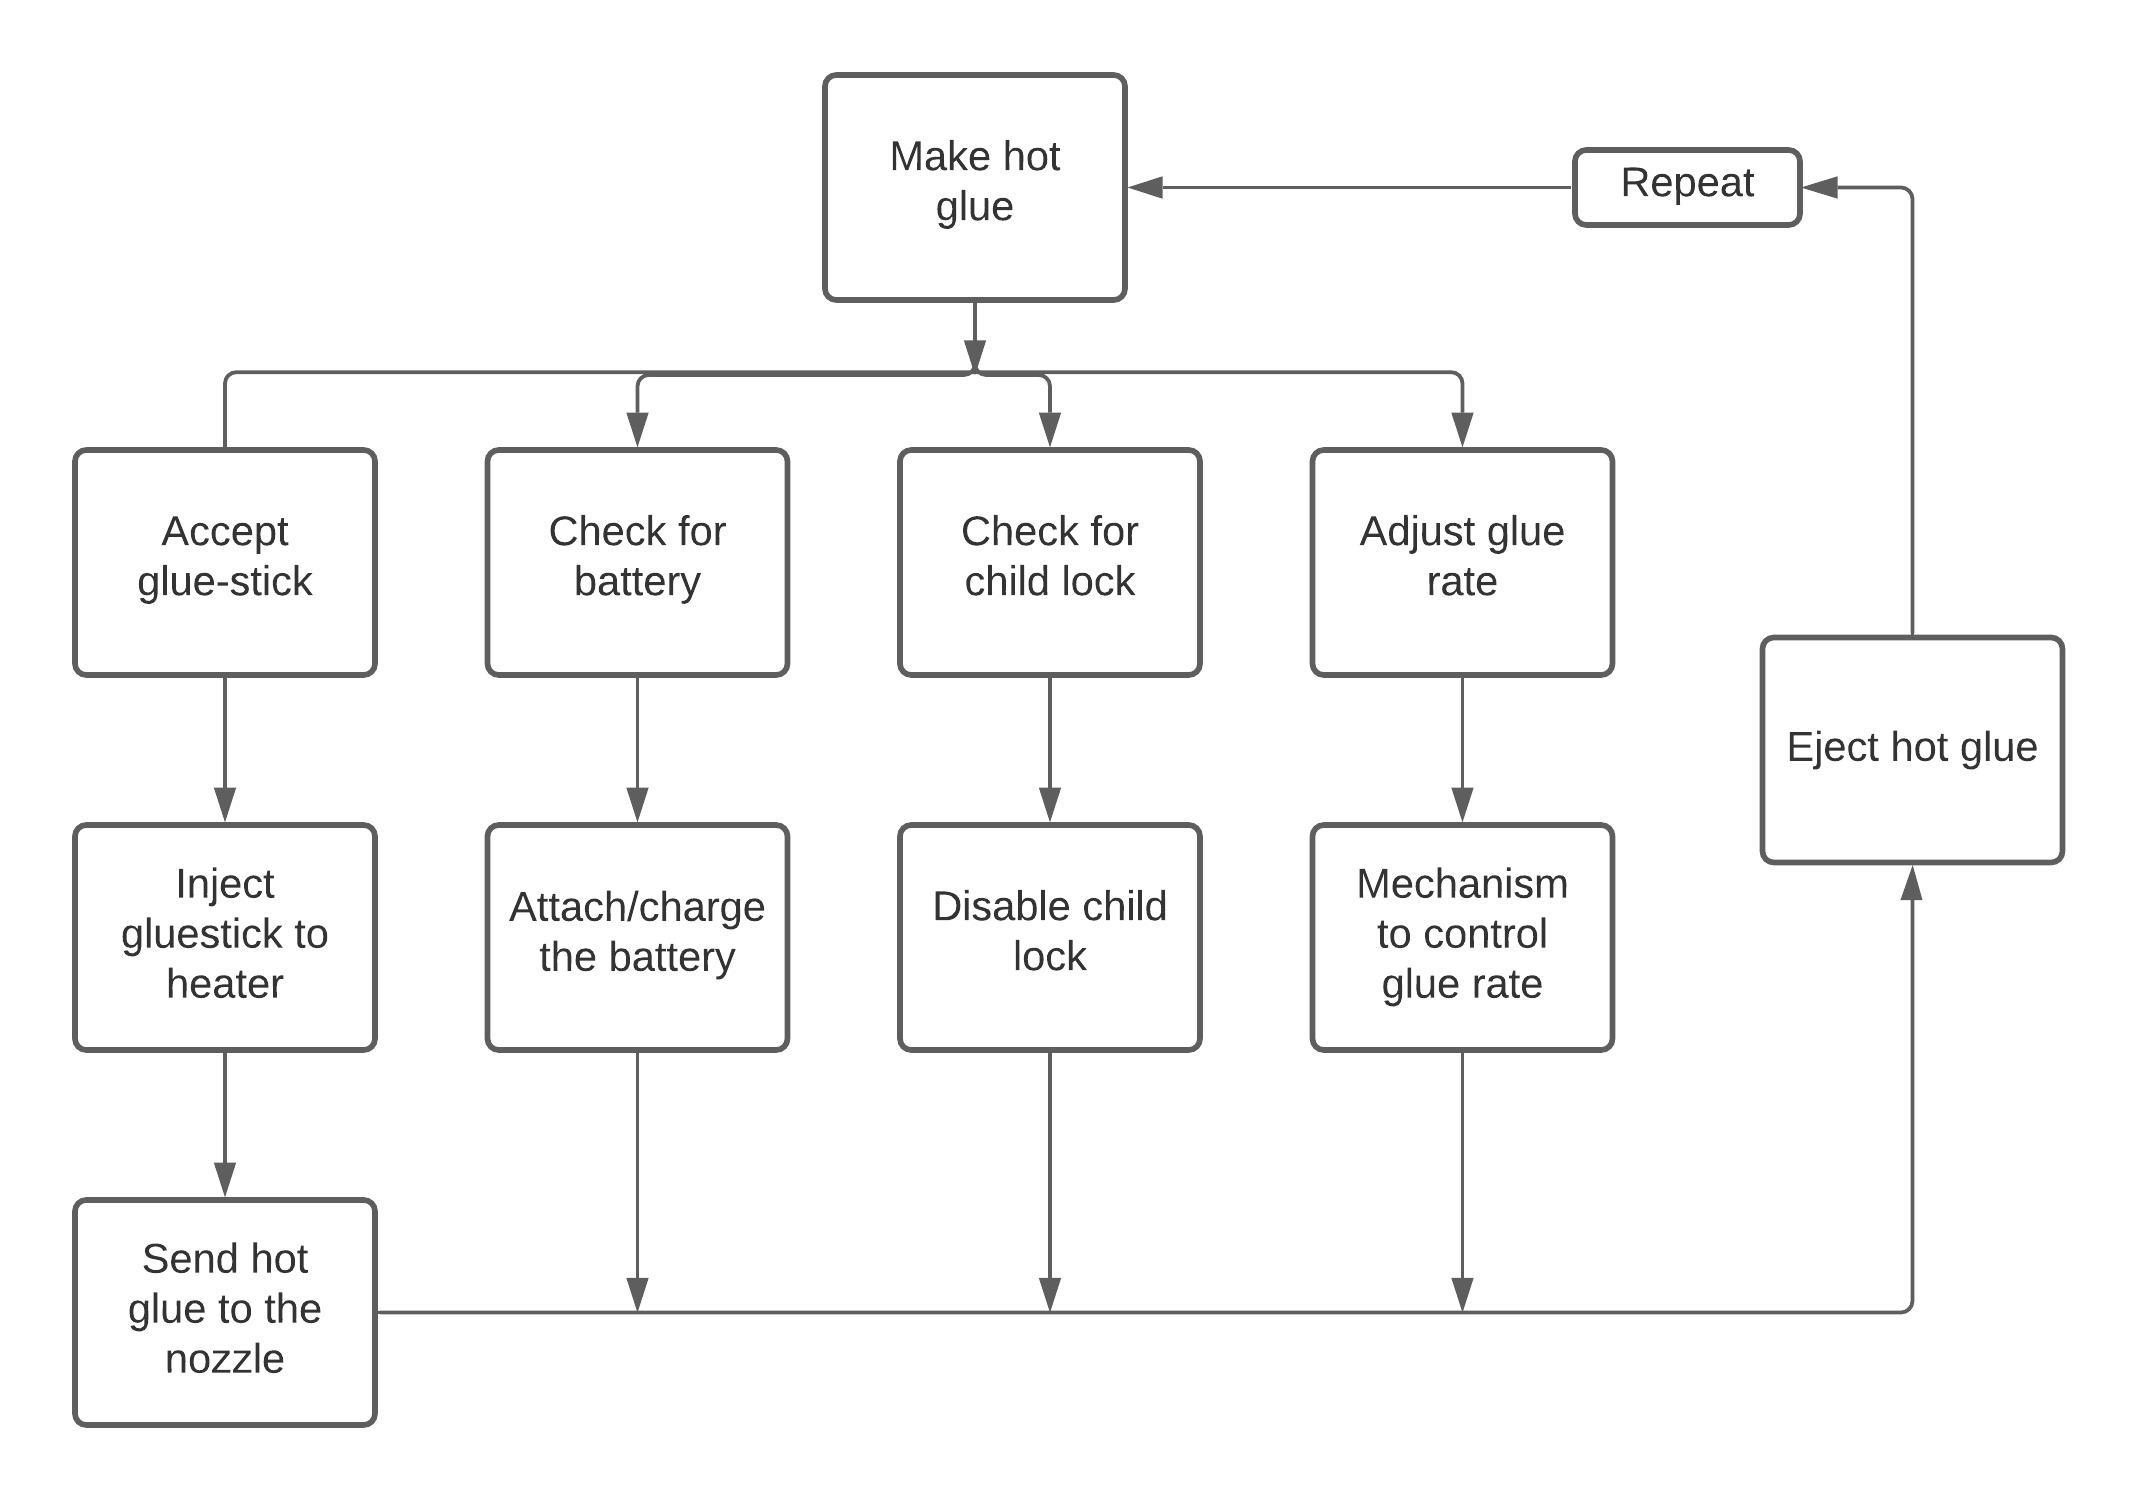 Make hot
glue
Repeat
Accept
glue-stick
Check for
battery
Check for
child lock
Adjust glue
rate
Eject hot glue
Inject
gluestick to
heater
Attach/charge
the battery
Disable child
lock
Mechanism
to control
glue rate
Send hot
glue to the
nozzle